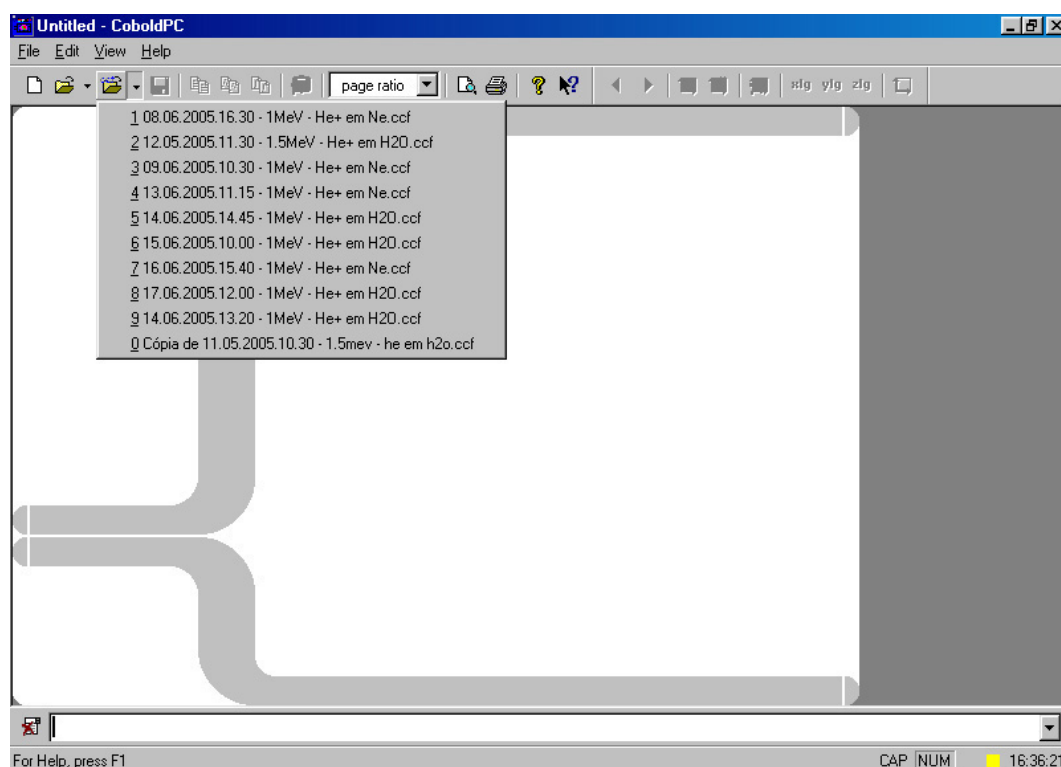 Untitled - CoboldPC
File Edit View Help
page ratio xlg ylg zlg
1 08.06.2005.16.30 - 1MeV - He+ em Ne.ccf
2 12.05.2005.11.30 - 1.5MeV - He+ em H2O.ccf
3 09.06.2005.10.30 - 1MeV - He+ em Ne.ccf
4 13.06.2005.11.15 - 1MeV - He+ em Ne.ccf
5 14.06.2005.14.45 - 1MeV - He+ em H2O.ccf
6 15.06.2005.10.00 - 1MeV - He+ em H2O.ccf
7 16.06.2005.15.40 - 1MeV - He+ em Ne.ccf
8 17.06.2005.12.00 - 1MeV - He+ em H2O.ccf
9 14.06.2005.13.20 - 1MeV - He+ em H2O.ccf
0 Cópia de 11.05.2005.10.30 - 1.5mev - he em h2o.ccf
For Help, press F1 CAP NUM 16:36:21